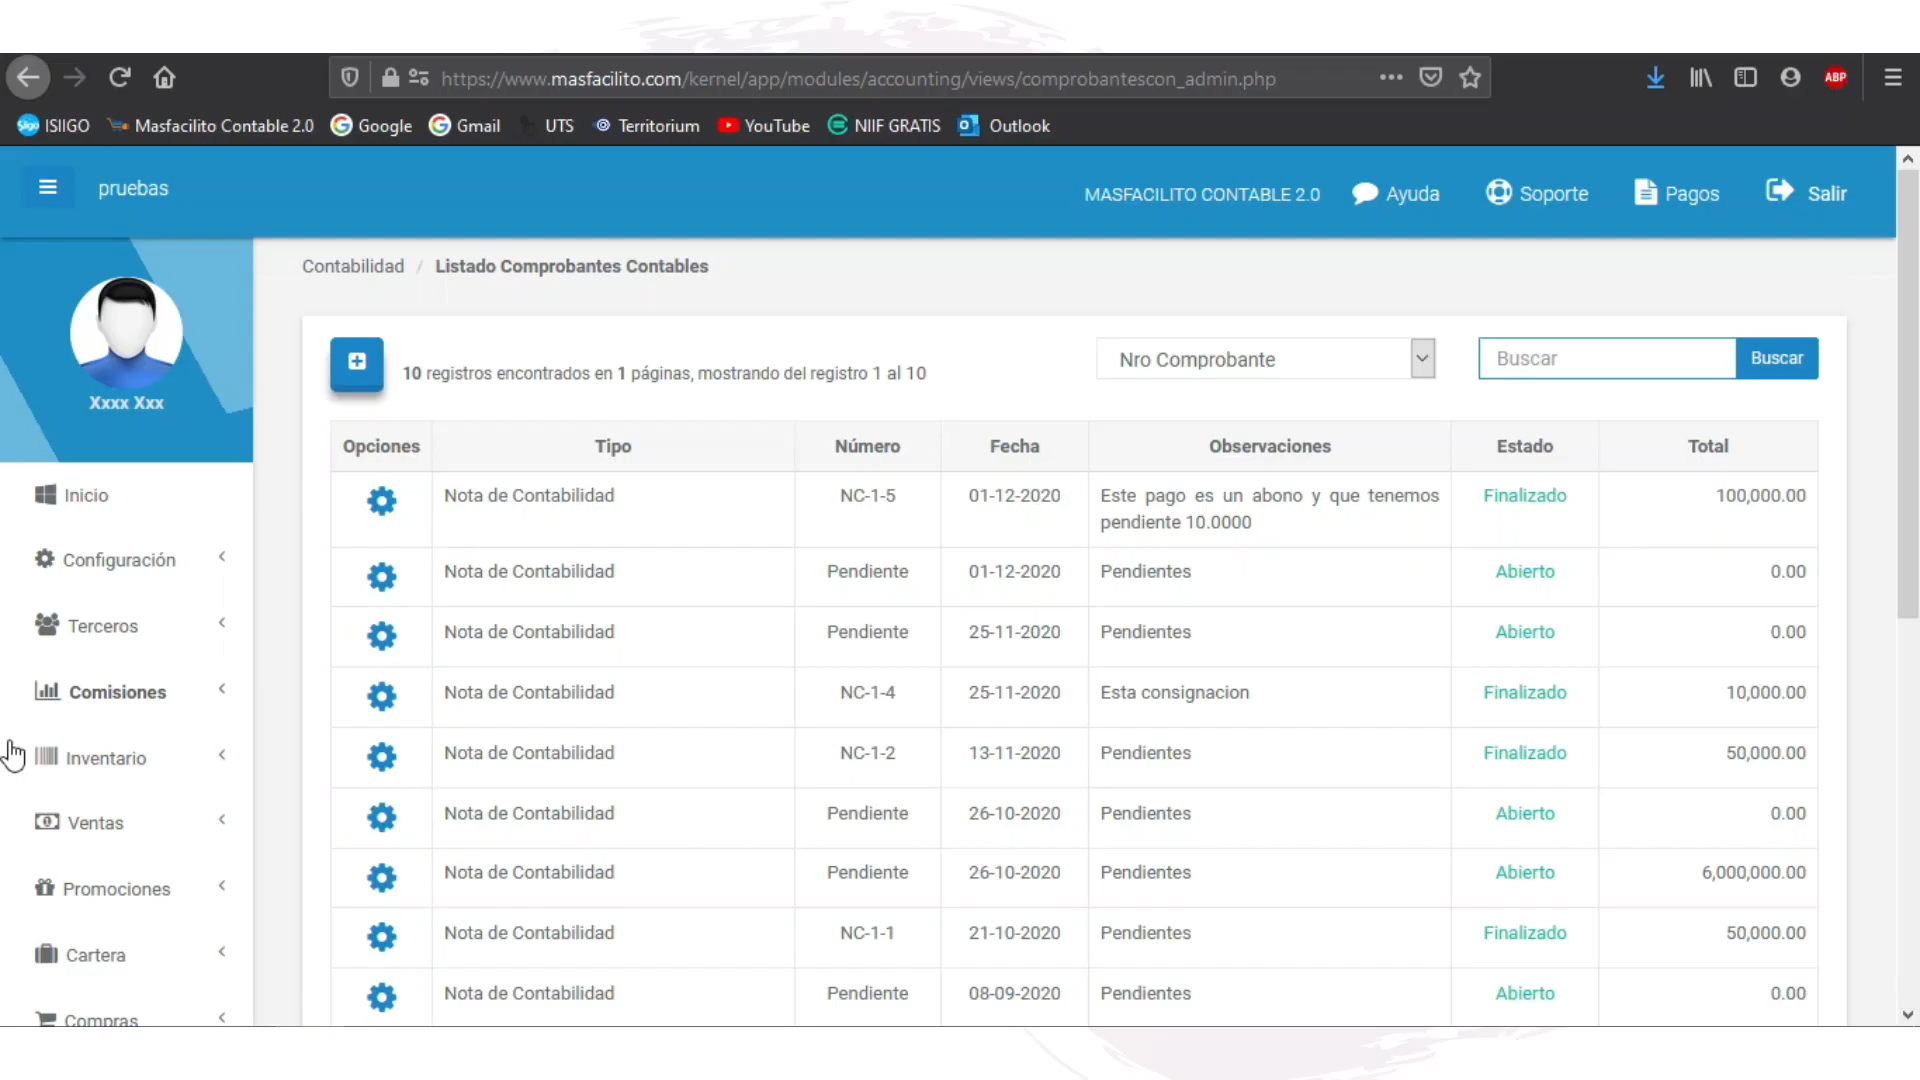 https://www.masfacilito.com/kernel/app/modules/accounting/views/comprobantescon_admin.php
ABP
ISIIGO
Masfacilito Contable 2.0
Google
Gmail
UTS
Territorium
YouTube
NIIF GRATIS
Outlook
pruebas
MASFACILITO CONTABLE 2.0
Ayuda
Soporte
Pagos
Salir
Xxxx Xxx
Inicio
Configuración
Terceros
Comisiones
Inventario
Ventas
Promociones
Cartera
Compras
Contabilidad / Listado Comprobantes Contables
10 registros encontrados en 1 páginas, mostrando del registro 1 al 10
Nro Comprobante
Buscar
Buscar
Opciones Tipo Número Fecha Observaciones Estado Total
Nota de Contabilidad NC-1-5 01-12-2020 Este pago es un abono y que tenemos Finalizado 100,000.00
pendiente 10.0000
Nota de Contabilidad Pendiente 01-12-2020 Pendientes Abierto 0.00
Nota de Contabilidad Pendiente 25-11-2020 Pendientes Abierto 0.00
Nota de Contabilidad NC-1-4 25-11-2020 Esta consignacion Finalizado 10,000.00
Nota de Contabilidad NC-1-2 13-11-2020 Pendientes Finalizado 50,000.00
Nota de Contabilidad Pendiente 26-10-2020 Pendientes Abierto 0.00
Nota de Contabilidad Pendiente 26-10-2020 Pendientes Abierto 6,000,000.00
Nota de Contabilidad NC-1-1 21-10-2020 Pendientes Finalizado 50,000.00
Nota de Contabilidad Pendiente 08-09-2020 Pendientes Abierto 0.00